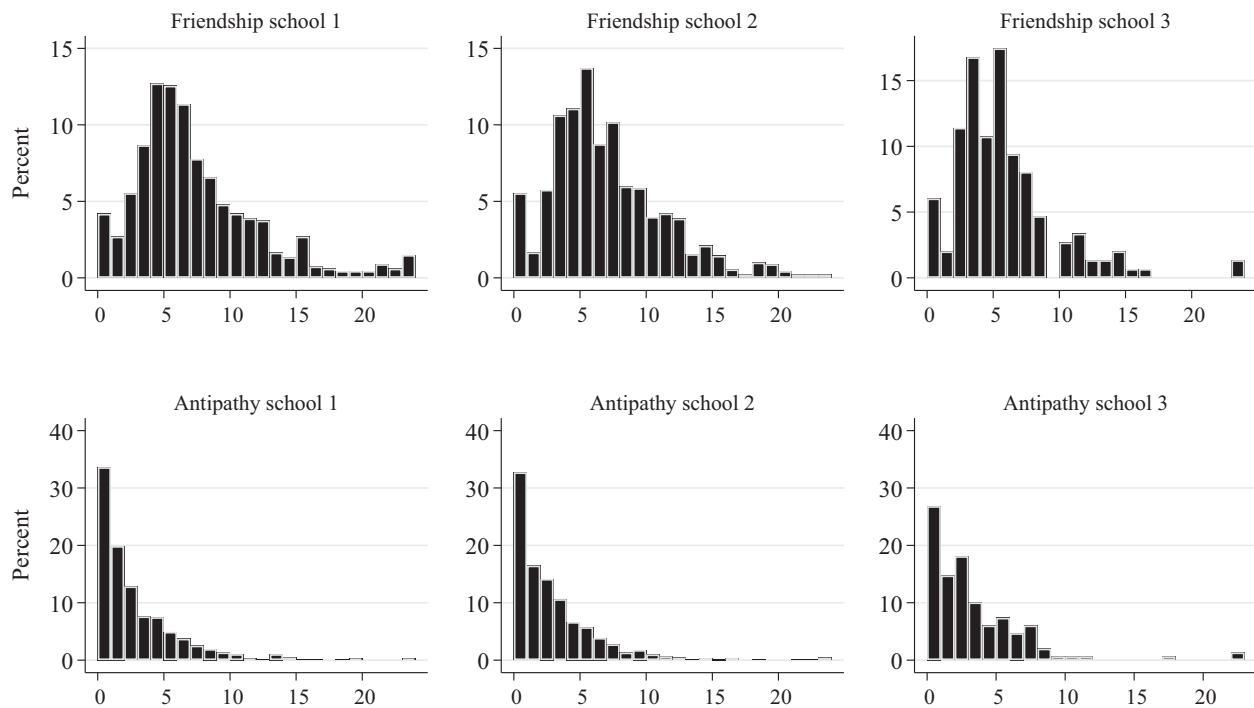 Friendship school 1
Friendship school 2
Friendship school 3
Percent
15
10
5
0
0 5 10 15 20
15
10
5
0
0 5 10 15 20
15
10
5
0
0 5 10 15 20
Antipathy school 1
Antipathy school 2
Antipathy school 3
Percent
40
30
20
10
0
0 5 10 15 20
40
30
20
10
0
0 5 10 15 20
40
30
20
10
0
0 5 10 15 20